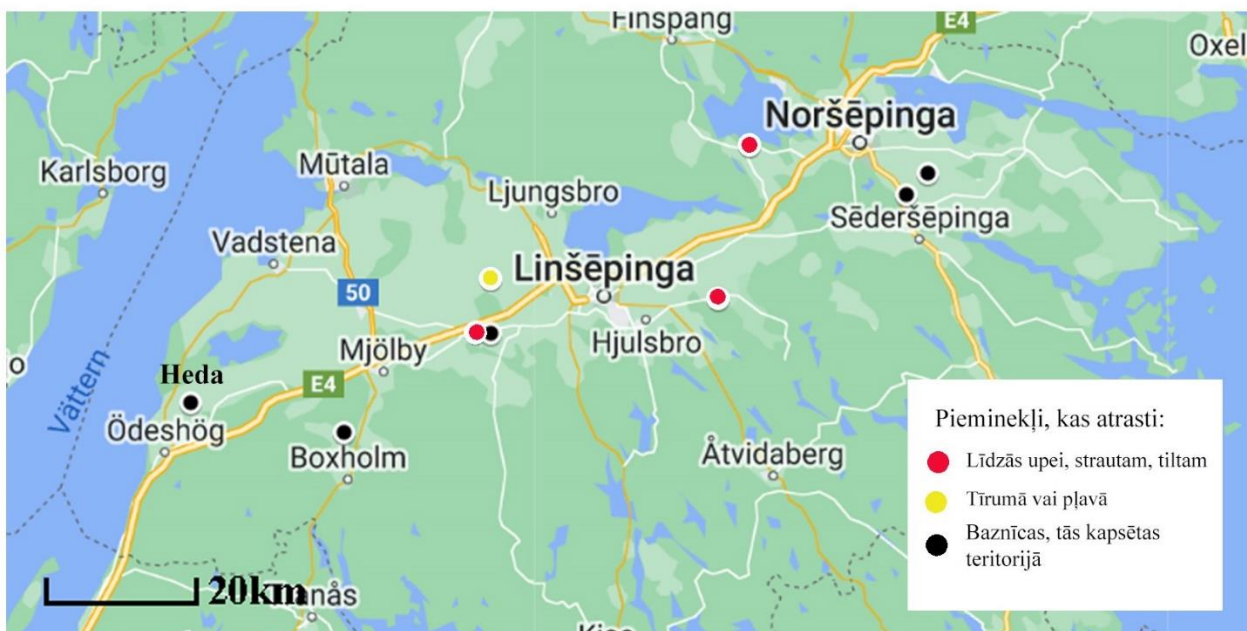 Finspång
E4
Oxel
Noršēpinga
Karlsborg
Mūtala
Ljungsbro
Sēderšēpinga
Vadstena
Linšēpinga
50
Hjulsbro
Mjölby
Vättern
Heda
E4
Ödeshög
Boxholm
Åtvidaberg
20km
Pieminekļi, kas atrasti:
Līdzās upei, strautam, tiltam
Tīrumā vai pļavā
Baznīcas, tās kapsētas
teritorijā